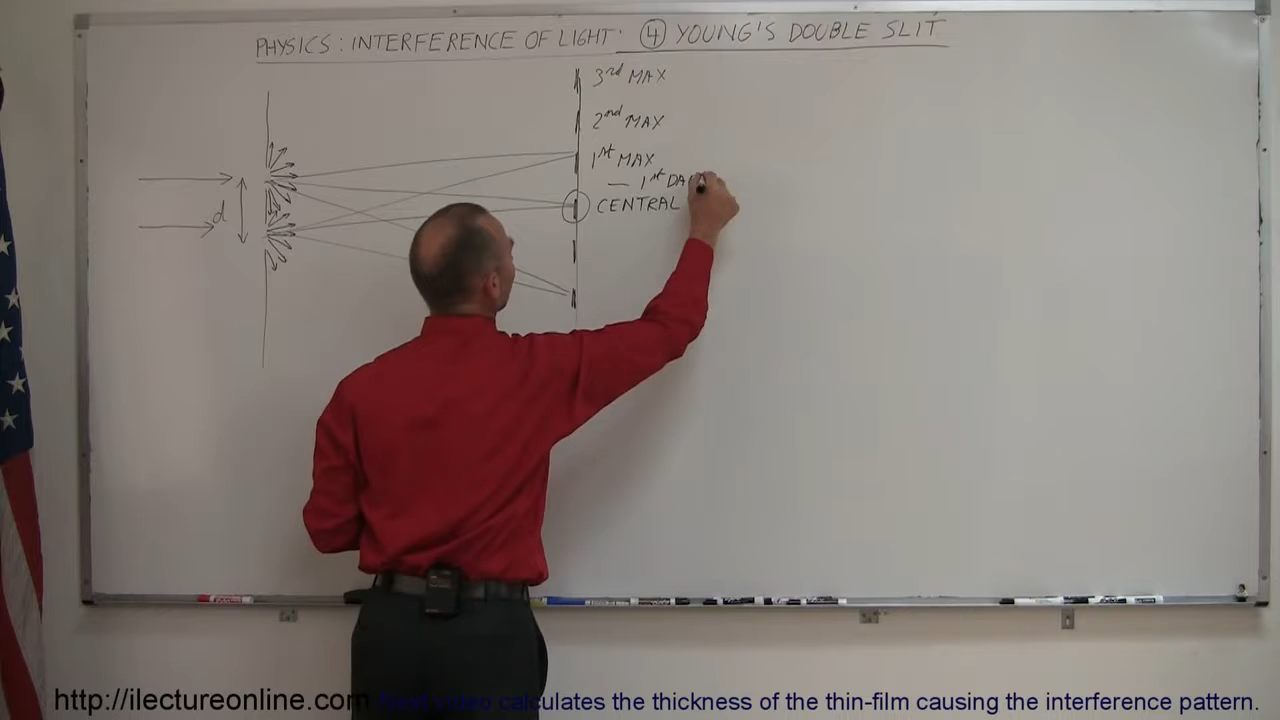 PHYSICS: INTERFERENCE OF LIGHT: ④ YOUNG'S DOUBLE SLIT
3rd MAX
2nd MAX
1st MAX
— 1st
CENTRAL
d
http://ilectureonline.com Next video calculates the thickness of the thin-film causing the interference pattern.